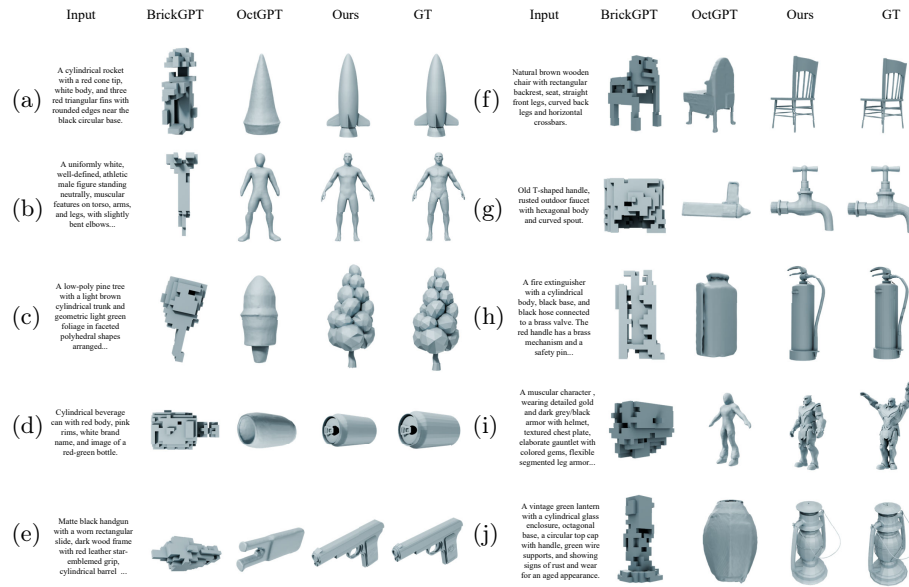 Input BrickGPT OctGPT Ours GT
(a)
A cylindrical rocket
with a red cone tip,
white body, and three
red triangular fins with
rounded edges near the
black circular base.
(b)
A uniformly white,
well-defined, athletic
male figure standing
neutrally, muscular
features on torso, arms,
and legs, with slightly
bent elbows...
(c)
A low-poly pine tree
with a light brown
cylindrical trunk and
geometric light green
foliage in faceted
polyhedral shapes
arranged...
(d)
Cylindrical beverage
can with red body, pink
rims, white brand
name, and image of a
red-green bottle.
(e)
Matte black handgun
with a worn rectangular
slide, dark wood frame
with red leather star-
emblemed grip,
cylindrical barrel ...
Input BrickGPT OctGPT Ours GT
(f)
Natural brown wooden
chair with rectangular
backrest, seat, straight
front legs, curved back
legs and horizontal
crossbars.
(g)
Old T-shaped handle,
rusted outdoor faucet
with hexagonal body
and curved spout.
(h)
A fire extinguisher
with a cylindrical
body, black base, and
black hose connected
to a brass valve. The
red handle has a brass
mechanism and a
safety pin...
(i)
A muscular character ,
wearing detailed gold
and dark grey/black
armor with helmet,
textured chest plate,
elaborate gauntlet with
colored gems, flexible
segmented leg armor...
(j)
A vintage green lantern
with a cylindrical glass
enclosure, octagonal
base, a circular top cap
with handle, green wire
supports, and showing
signs of rust and wear
for an aged appearance.